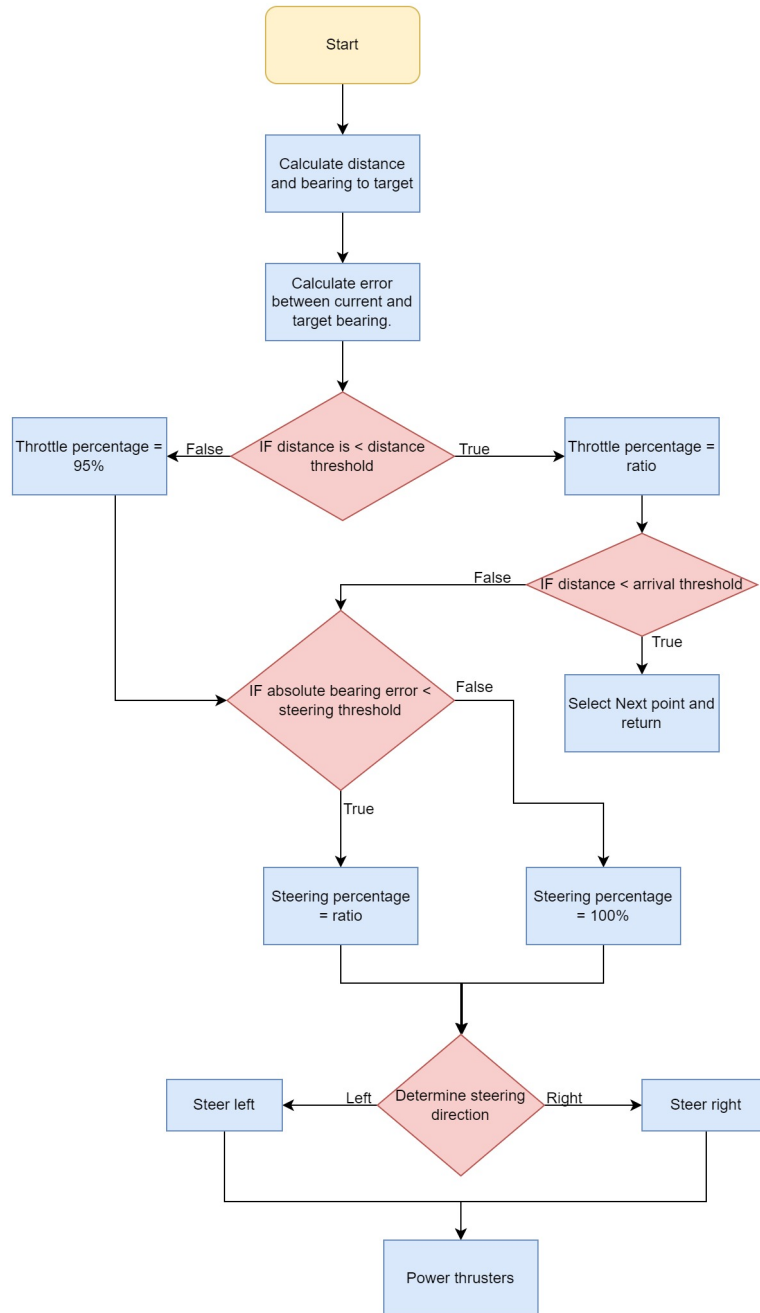 Start
Calculate distance
and bearing to target
Calculate error
between current and
target bearing.
Throttle percentage =
95%
False
IF distance is < distance
threshold
True
Throttle percentage =
ratio
False
IF distance < arrival threshold
True
IF absolute bearing error <
steering threshold
False
Select Next point and
return
True
Steering percentage
= ratio
Steering percentage
= 100%
Steer left
Left
Determine steering
direction
Right
Steer right
Power thrusters